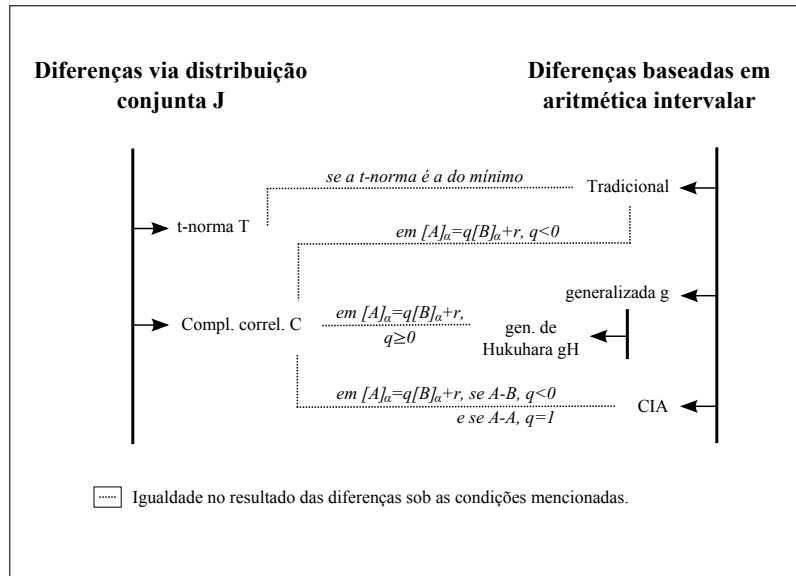 Diferenças via distribuição
conjunta J
Diferenças baseadas em
aritmética intervalar
se a t-norma é a do mínimo
Tradicional
t-norma T
em [A]α=q[B]α+r, q<0
generalizada g
Compl. correl. C
em [A]α=q[B]α+r,
q≥0
gen. de
Hukuhara gH
em [A]α=q[B]α+r, se A-B, q<0
e se A-A, q=1
CIA
Igualdade no resultado das diferenças sob as condições mencionadas.